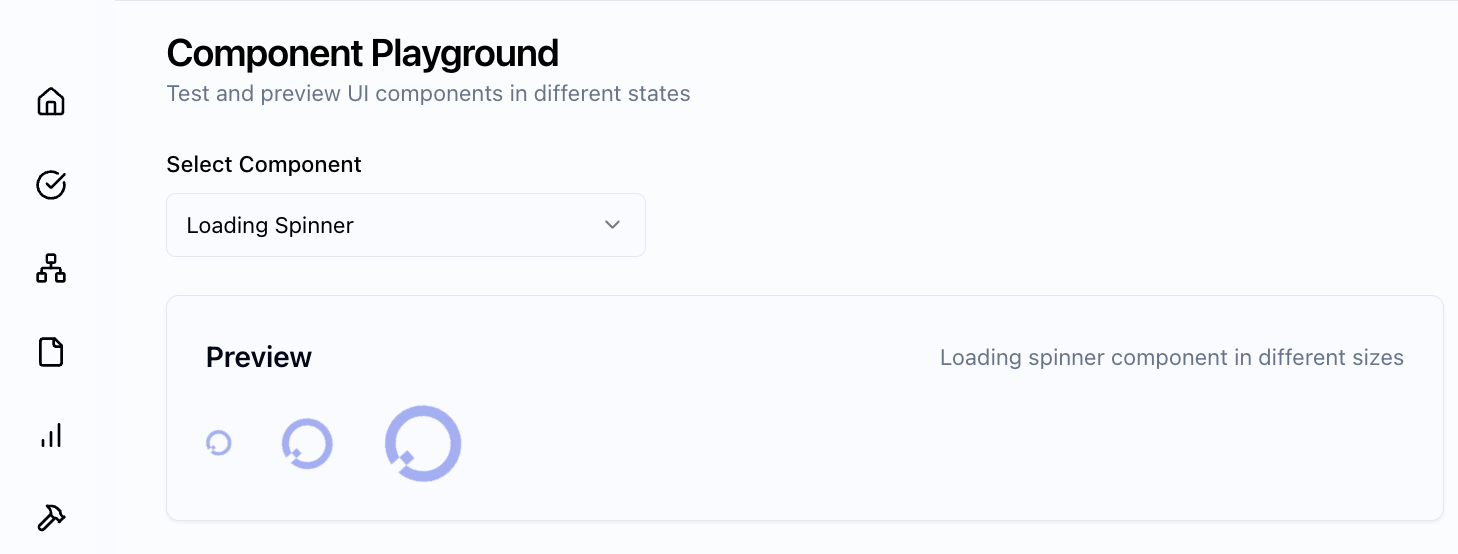 Component Playground
Test and preview UI components in different states
Select Component
Loading Spinner
Preview
Loading spinner component in different sizes